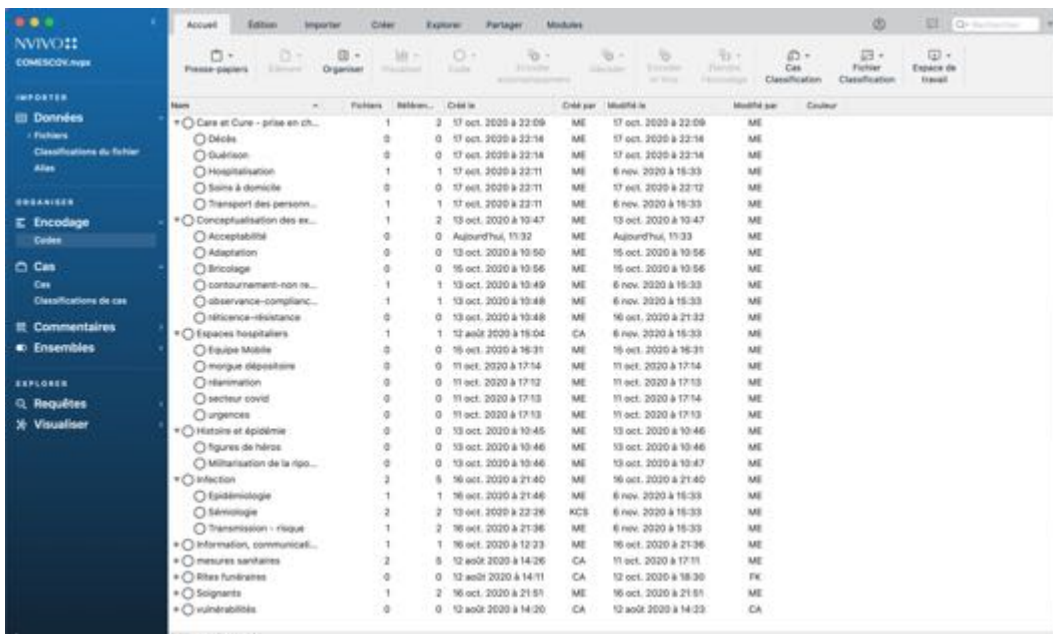 Accueil Édition Importer Créer Explorer Partager Modules
NVIVO
COMESCOV.nvpx
Presse-papiers Organiser Cas Classification Fichier Classification Espace de travail
IMPORTER
Données
Fichiers
Classifications du fichier
Alias
ORGANISER
Encodage
Codes
Cas
Cas
Classifications de cas
Commentaires
Ensembles
EXPLORER
Requêtes
Visualiser
Nom Fichiers Référen... Créé le Créé par Modifié le Modifié par Couleur
Care et Cure - prise en ch... 1 2 17 oct. 2020 à 22:09 ME 17 oct. 2020 à 22:09 ME
Décès 0 0 17 oct. 2020 à 22:14 ME 17 oct. 2020 à 22:14 ME
Guérison 0 0 17 oct. 2020 à 22:14 ME 17 oct. 2020 à 22:14 ME
Hospitalisation 1 1 17 oct. 2020 à 22:11 ME 6 nov. 2020 à 15:33 ME
Soins à domicile 0 0 17 oct. 2020 à 22:11 ME 17 oct. 2020 à 22:12 ME
Transport des personn... 1 1 17 oct. 2020 à 22:11 ME 6 nov. 2020 à 15:33 ME
Conceptualisation des ex... 1 2 13 oct. 2020 à 10:47 ME 13 oct. 2020 à 10:47 ME
Acceptabilité 0 0 Aujourd'hui, 11:32 ME Aujourd'hui, 11:33 ME
Adaptation 0 0 13 oct. 2020 à 10:50 ME 15 oct. 2020 à 10:56 ME
Bricolage 0 0 15 oct. 2020 à 10:56 ME 15 oct. 2020 à 10:56 ME
contournement-non re... 1 1 13 oct. 2020 à 10:49 ME 6 nov. 2020 à 15:33 ME
observance-complianc... 1 1 13 oct. 2020 à 10:48 ME 6 nov. 2020 à 15:33 ME
réticence-résistance 0 0 13 oct. 2020 à 10:48 ME 16 oct. 2020 à 21:32 ME
Espaces hospitaliers 1 1 12 août 2020 à 15:04 CA 6 nov. 2020 à 15:33 ME
Equipe Mobile 0 0 15 oct. 2020 à 16:31 ME 15 oct. 2020 à 16:31 ME
morgue dépositoire 0 0 11 oct. 2020 à 17:14 ME 11 oct. 2020 à 17:14 ME
réanimation 0 0 11 oct. 2020 à 17:12 ME 11 oct. 2020 à 17:13 ME
secteur covid 0 0 11 oct. 2020 à 17:13 ME 11 oct. 2020 à 17:14 ME
urgences 0 0 11 oct. 2020 à 17:13 ME 11 oct. 2020 à 17:13 ME
Histoire et épidémie 0 0 13 oct. 2020 à 10:45 ME 13 oct. 2020 à 10:46 ME
figures de héros 0 0 13 oct. 2020 à 10:46 ME 13 oct. 2020 à 10:46 ME
Militarisation de la ripo... 0 0 13 oct. 2020 à 10:46 ME 13 oct. 2020 à 10:47 ME
Infection 2 5 16 oct. 2020 à 21:40 ME 16 oct. 2020 à 21:40 ME
Epidémiologie 1 1 16 oct. 2020 à 21:46 ME 6 nov. 2020 à 15:33 ME
Sémiologie 2 2 13 oct. 2020 à 22:26 KCS 6 nov. 2020 à 15:33 ME
Transmission - risque 1 2 16 oct. 2020 à 21:36 ME 6 nov. 2020 à 15:33 ME
Information, communicati... 1 1 16 oct. 2020 à 12:23 ME 16 oct. 2020 à 21:36 ME
mesures sanitaires 2 5 12 août 2020 à 14:26 CA 11 oct. 2020 à 17:11 ME
Rites funéraires 0 0 12 août 2020 à 14:11 CA 12 oct. 2020 à 18:30 FK
Soignants 1 2 16 oct. 2020 à 21:51 ME 16 oct. 2020 à 21:51 ME
vulnérabilités 0 0 12 août 2020 à 14:20 CA 12 août 2020 à 14:23 CA